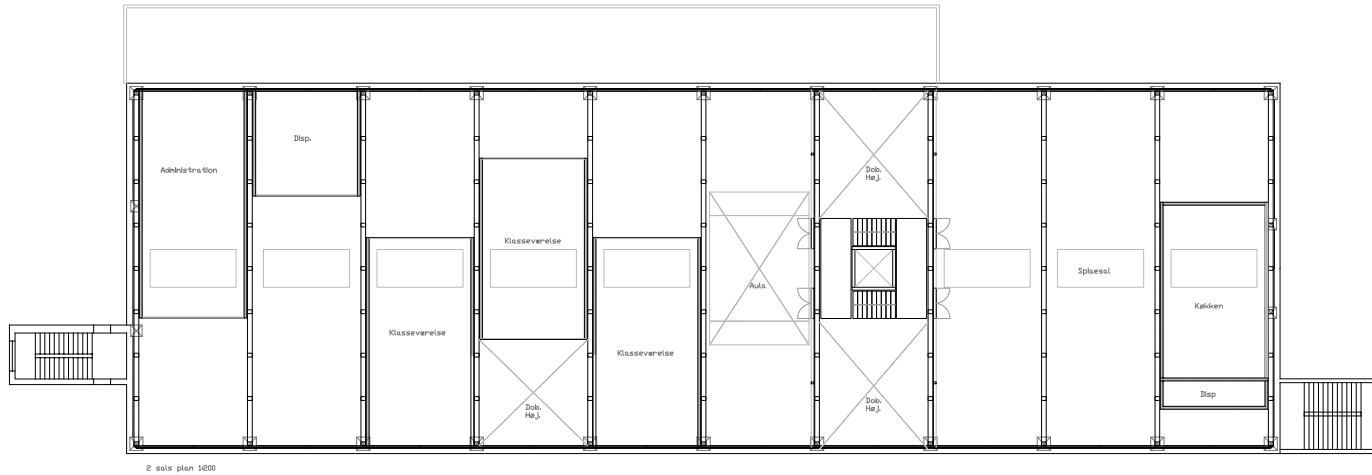 Disp.
Administration
Dob.
Høj.
Klasseværelse
Spisesal
Aula
Køkken
Klasseværelse
Klasseværelse
Disp
Dob.
Høj.
Dob.
Høj.
2 sals plan 1:200